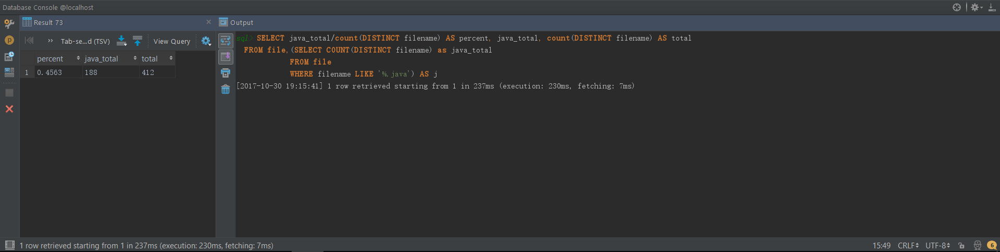 Database Console @localhost
Result 73
Output
Tab-se...d (TSV)
View Query
percent java_total total
1 0.4563 188 412
sql> SELECT java_total/count(DISTINCT filename) AS percent, java_total, count(DISTINCT filename) AS total
FROM file,(SELECT COUNT(DISTINCT filename) as java_total
FROM file
WHERE filename LIKE '%.java') AS j
[2017-10-30 19:15:41] 1 row retrieved starting from 1 in 237ms (execution: 230ms, fetching: 7ms)
1 row retrieved starting from 1 in 237ms (execution: 230ms, fetching: 7ms)
15:49 CRLF UTF-8 6